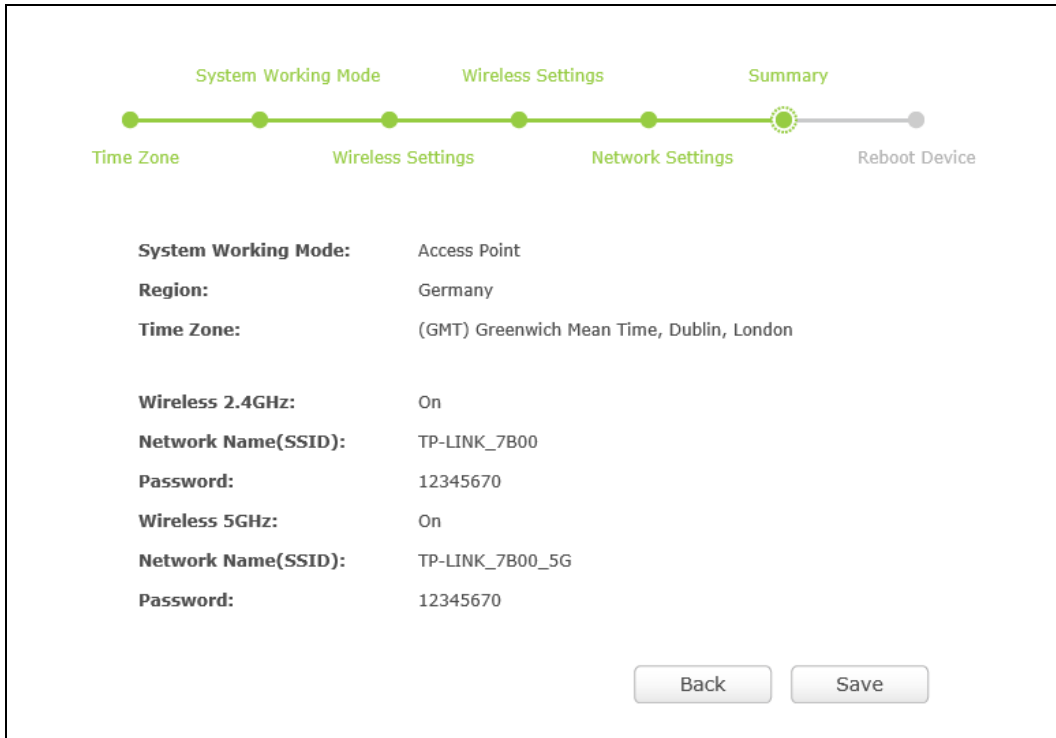 System Working Mode Wireless Settings Summary
Time Zone Wireless Settings Network Settings Reboot Device
System Working Mode: Access Point
Region: Germany
Time Zone: (GMT) Greenwich Mean Time, Dublin, London
Wireless 2.4GHz: On
Network Name(SSID): TP-LINK_7B00
Password: 12345670
Wireless 5GHz: On
Network Name(SSID): TP-LINK_7B00_5G
Password: 12345670
Back Save